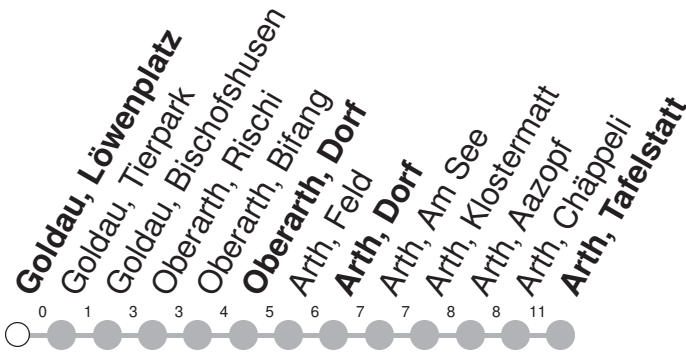 Goldau, Löwenplatz
Goldau, Tierpark
Goldau, Bischofshusen
Oberarth, Rischi
Oberarth, Bifang
Oberarth, Dorf
Arth, Feld
Arth, Dorf
Arth, Am See
Arth, Klostermatt
Arth, Aazopf
Arth, Chäppeli
Arth, Tafelstatt
0 1 3 3 4 5 6 7 7 8 8 11